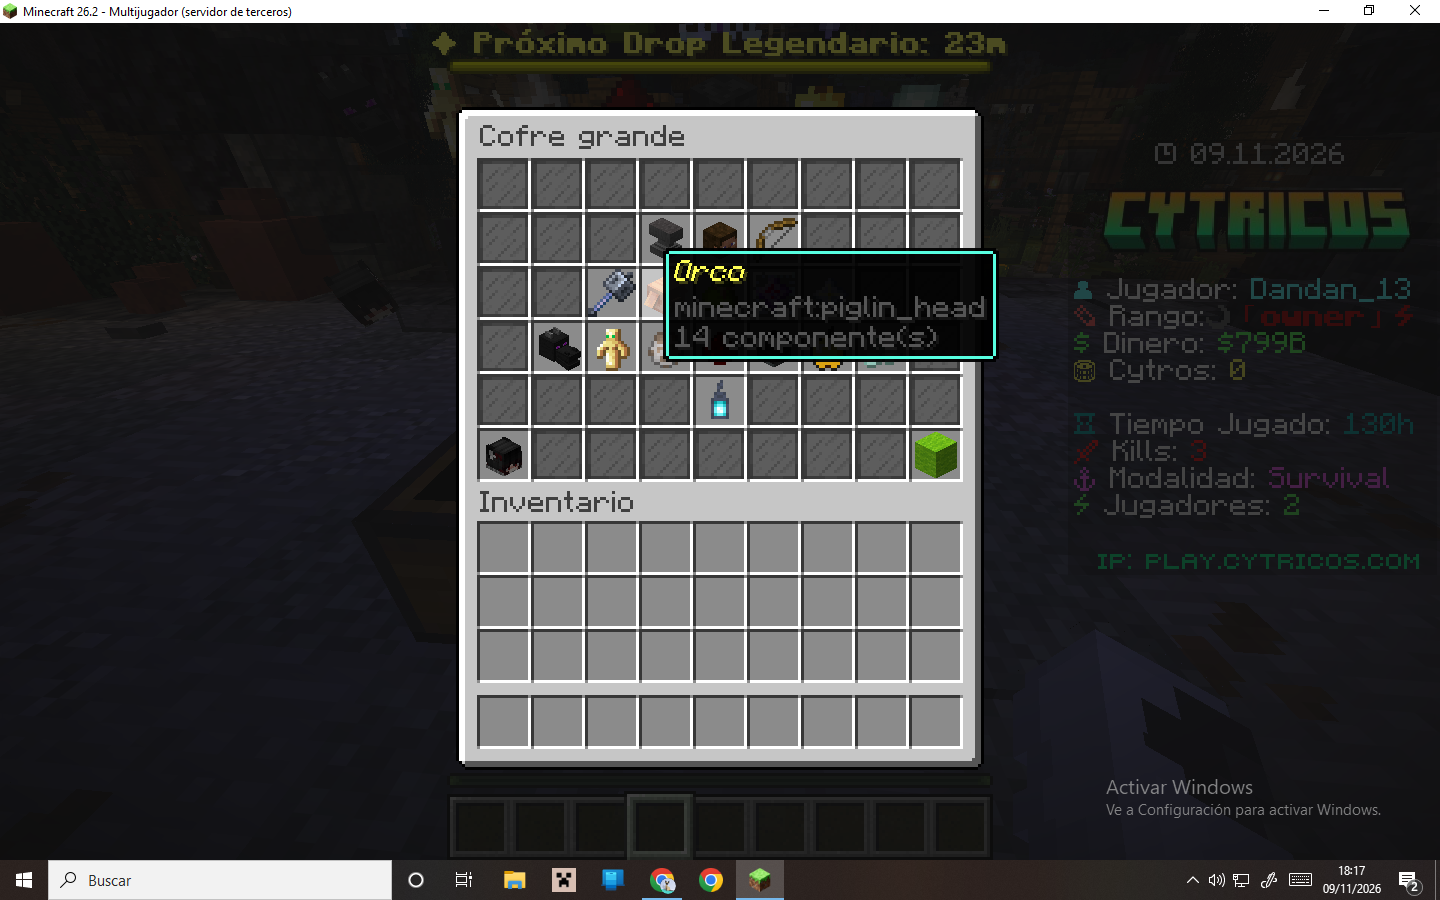 Minecraft 26.2 - Multijugador (servidor de terceros)
Próximo Drop Legendario: 23m
Cofre grande
09.11.2026
CYTRICOS
Orco
minecraft:piglin_head
14 componente(s)
Jugador: Dandan_13
Rango: 「owner」
Dinero: $799B
Cytros: 0
Tiempo Jugado: 130h
Kills: 3
Modalidad: Survival
Jugadores: 2
IP: PLAY.CYTRICOS.COM
Inventario
Activar Windows
Ve a Configuración para activar Windows.
Buscar
18:17
09/11/2026
2